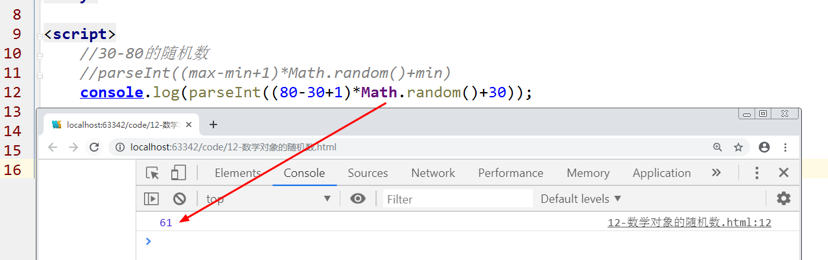 8
9 <script>
10 //30-80的随机数
11 //parseInt((max-min+1)*Math.random()+min)
12 console.log(parseInt((80-30+1)*Math.random()+30));
13
14
15
16
localhost:63342/code/12-数学
localhost:63342/code/12-数学对象的随机数.html
Elements Console Sources Network Performance Memory Application
top Filter Default levels
61 12-数学对象的随机数.html:12